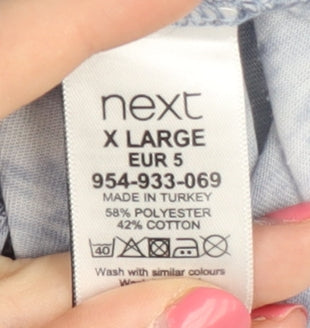 next
X LARGE
EUR 5
954-933-069
MADE IN TURKEY
58% POLYESTER
42% COTTON
40
Wash with similar colours